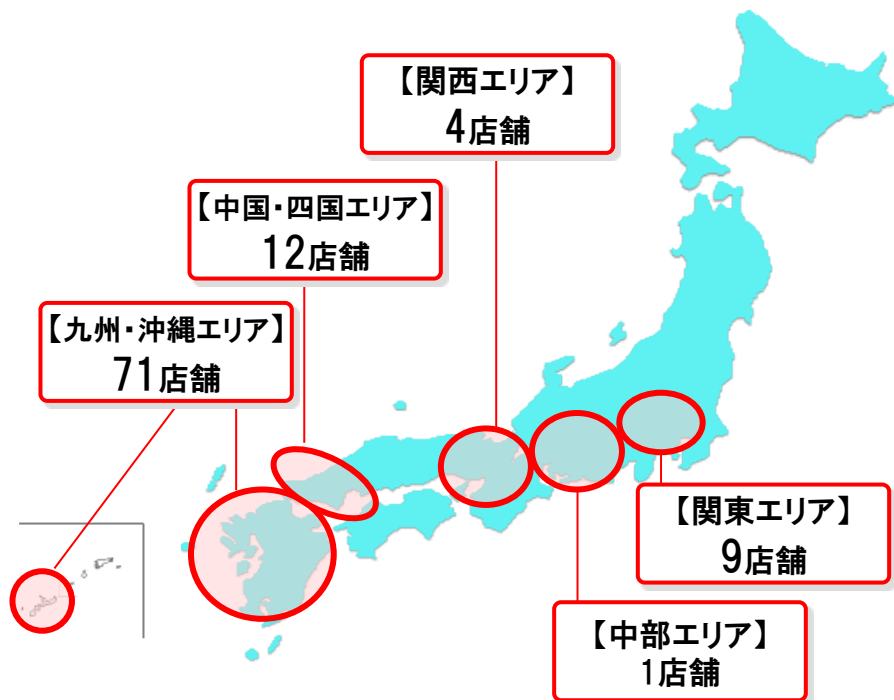 【関西エリア】
4店舗
【中国・四国エリア】
12店舗
【九州・沖縄エリア】
71店舗
【関東エリア】
9店舗
【中部エリア】
1店舗